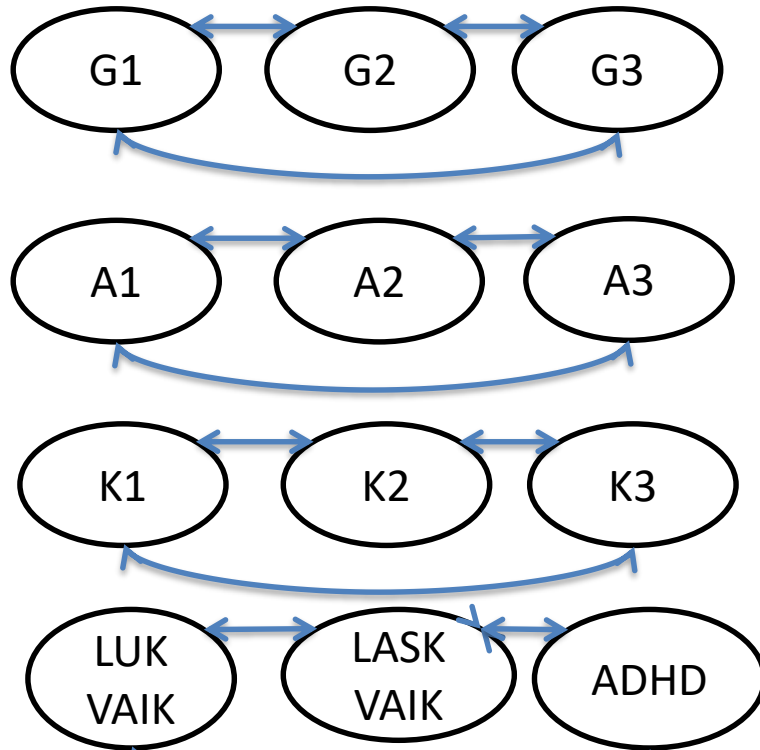 G1 G2 G3
A1 A2 A3
K1 K2 K3
LUK LASK ADHD
VAIK VAIK